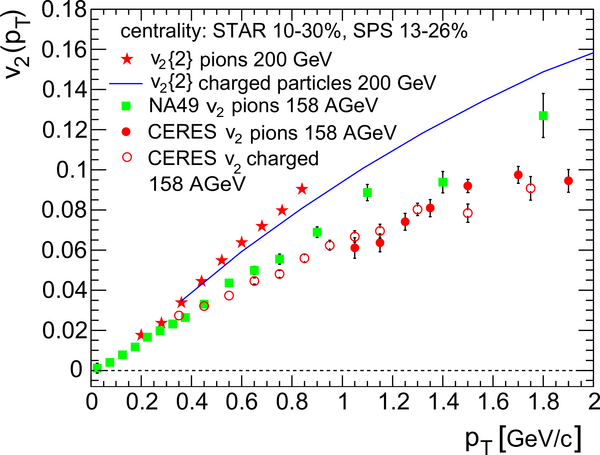 0.18
0.16
0.14
0.12
0.1
0.08
0.06
0.04
0.02
0
v2(pT)
centrality: STAR 10-30%, SPS 13-26%
v2{2} pions 200 GeV
v2{2} charged particles 200 GeV
NA49 v2 pions 158 AGeV
CERES v2 pions 158 AGeV
CERES v2 charged
158 AGeV
0 0.2 0.4 0.6 0.8 1 1.2 1.4 1.6 1.8 2
pT [GeV/c]